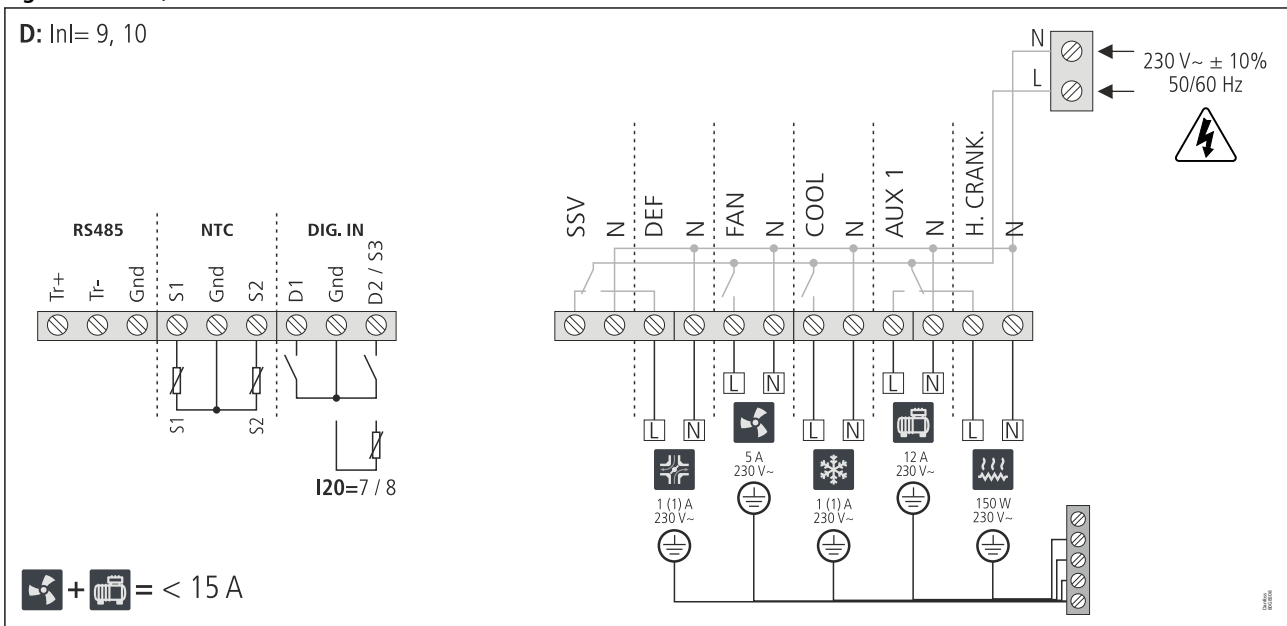 D: InI= 9, 10
N
L
230 V~ ± 10%
50/60 Hz
RS485
NTC
DIG. IN
Tr+
Tr-
Gnd
S1
Gnd
S2
D1
Gnd
D2 / S3
SSV
N
DEF
N
FAN
N
COOL
N
AUX 1
N
H. CRANK.
N
S1
S2
I20=7 / 8
L
N
L
N
L
N
L
N
L
N
5 A
230 V~
12 A
230 V~
1 (1) A
230 V~
1 (1) A
230 V~
150 W
230 V~
+ = < 15 A
Danfoss